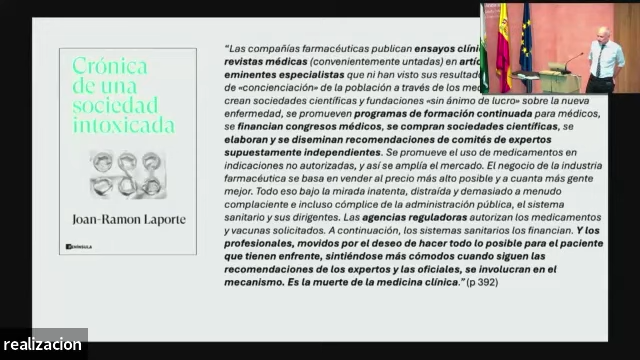 Crónica
de una
sociedad
intoxicada
Joan-Ramon Laporte
PENÍNSULA
“Las compañías farmacéuticas publican ensayos clíni
revistas médicas (convenientemente untadas) en artí
eminentes especialistas que ni han visto sus resultado
de «concienciación» de la población a través de los med
crean sociedades científicas y fundaciones «sin ánimo de lucro» sobre la nueva
enfermedad, se promueven programas de formación continuada para médicos,
se financian congresos médicos, se compran sociedades científicas, se
elaboran y se diseminan recomendaciones de comités de expertos
supuestamente independientes. Se promueve el uso de medicamentos en
indicaciones no autorizadas, y así se amplía el mercado. El negocio de la industria
farmacéutica se basa en vender al precio más alto posible y a cuanta más gente
mejor. Todo eso bajo la mirada inatenta, distraída y demasiado a menudo
complaciente e incluso cómplice de la administración pública, el sistema
sanitario y sus dirigentes. Las agencias reguladoras autorizan los medicamentos
y vacunas solicitados. A continuación, los sistemas sanitarios los financian. Y los
profesionales, movidos por el deseo de hacer todo lo posible para el paciente
que tienen enfrente, sintiéndose más cómodos cuando siguen las
recomendaciones de los expertos y las oficiales, se involucran en el
mecanismo. Es la muerte de la medicina clínica.” (p 392)
realizacion